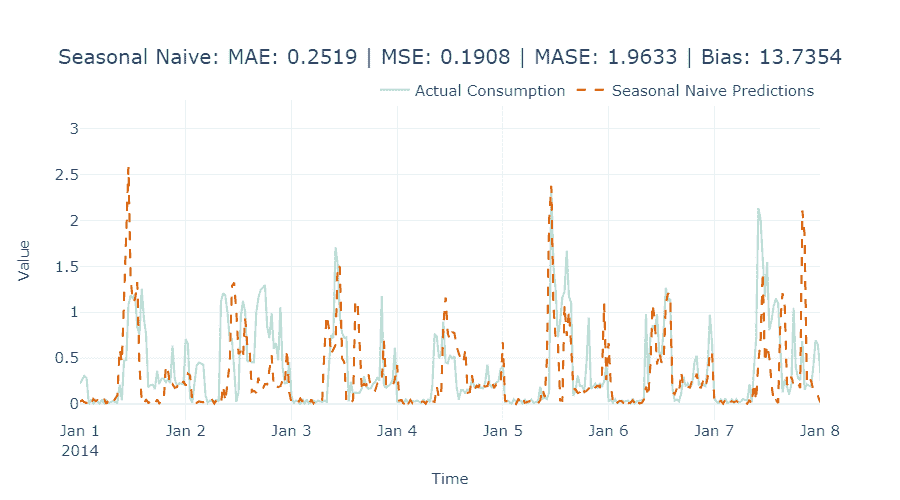 Seasonal Naive: MAE: 0.2519 | MSE: 0.1908 | MASE: 1.9633 | Bias: 13.7354
Actual Consumption Seasonal Naive Predictions
3
2.5
2
1.5
1
0.5
0
Value
Jan 1 Jan 2 Jan 3 Jan 4 Jan 5 Jan 6 Jan 7 Jan 8
2014
Time